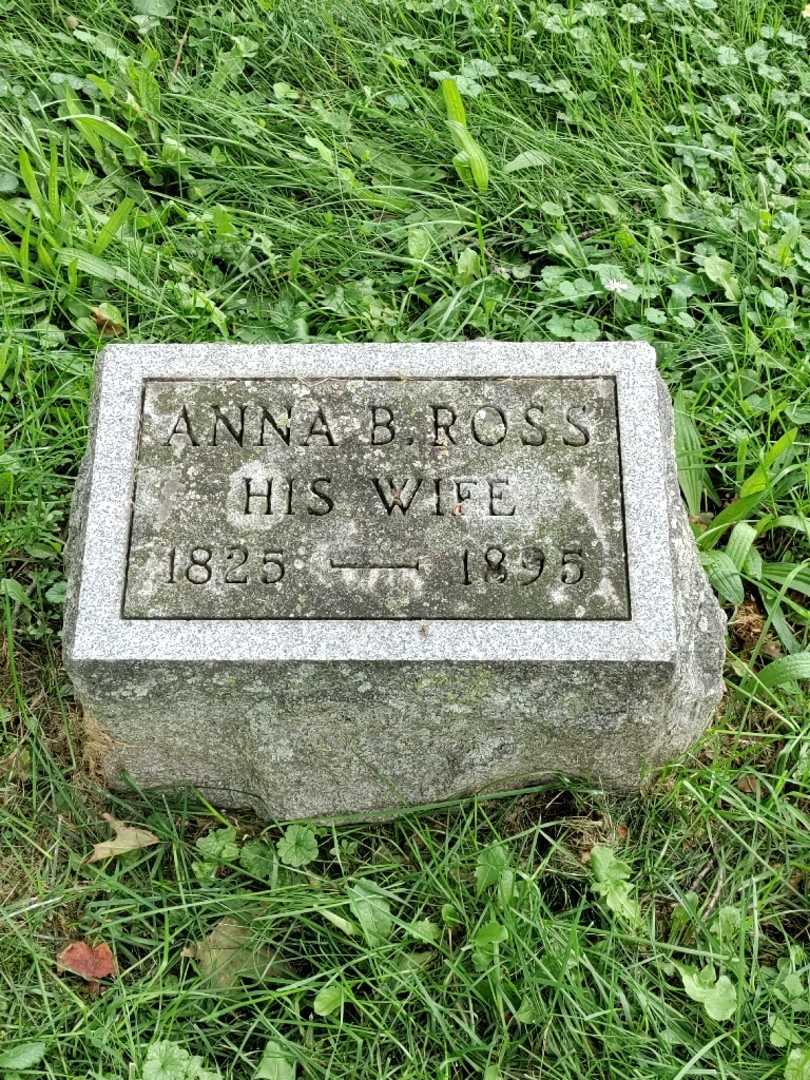 ANNA B. ROSS
HIS WIFE
1825 — 1895